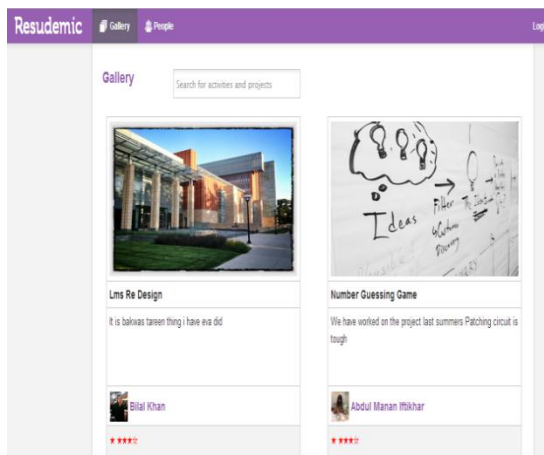 Resudemic Gallery People Log
Gallery
Search for activities and projects
Ideas
Filter
Lms Re Design
Number Guessing Game
It is bakwas tareen thing i have eva did
We have worked on the project last summers Patching circuit is
tough
Bilal Khan
Abdul Manan Iftikhar